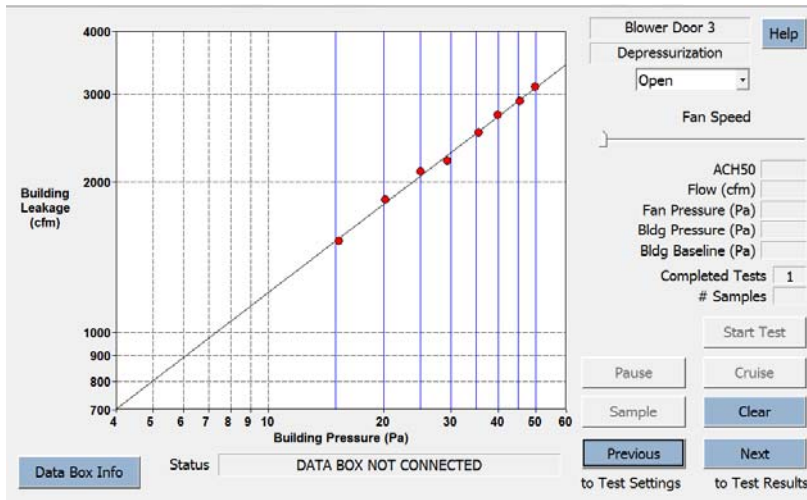 4000
3000
2000
1000
900
800
700
Building
Leakage
(cfm)
4 5 6 7 8 9 10 20 30 40 50 60
Building Pressure (Pa)
Data Box Info
Status DATA BOX NOT CONNECTED
Blower Door 3
Help
Depressurization
Open
Fan Speed
ACH50
Flow (cfm)
Fan Pressure (Pa)
Bldg Pressure (Pa)
Bldg Baseline (Pa)
Completed Tests 1
# Samples
Start Test
Pause Cruise
Sample Clear
Previous Next
to Test Settings to Test Results